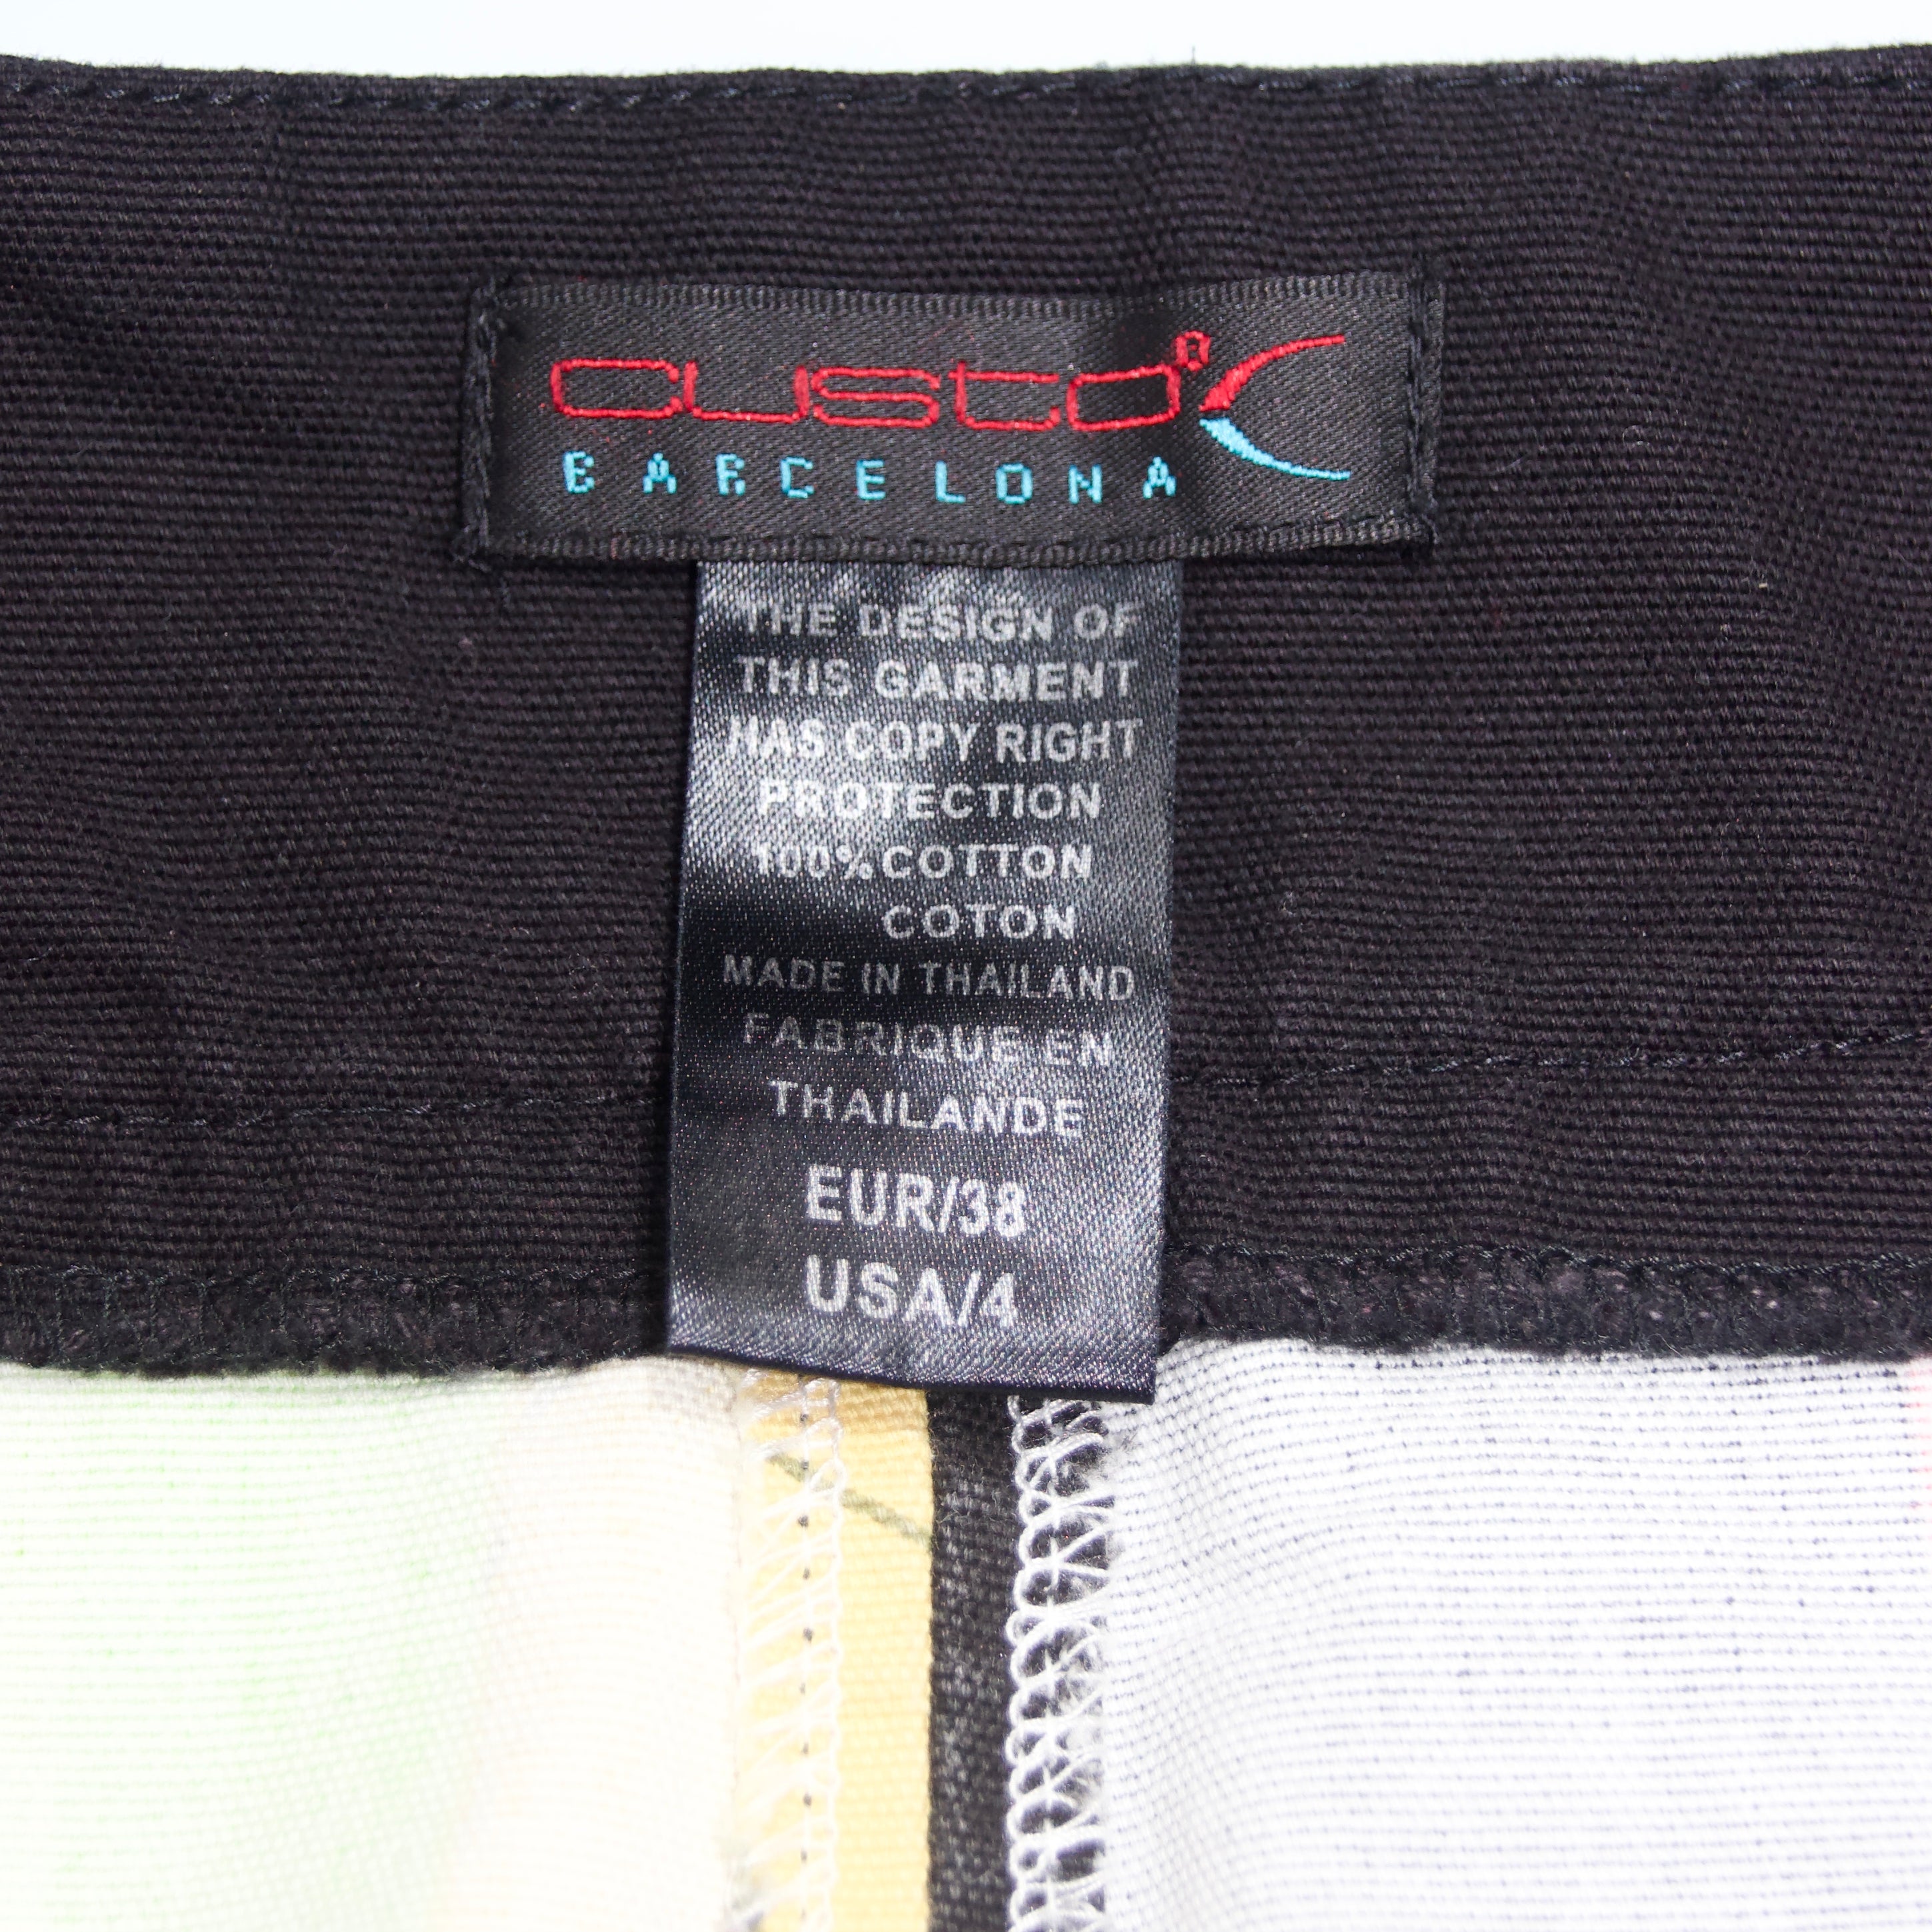 custo®
BARCELONA
THE DESIGN OF
THIS GARMENT
HAS COPY RIGHT
PROTECTION
100% COTTON
COTON
MADE IN THAILAND
FABRIQUE EN
THAILANDE
EUR/38
USA/4